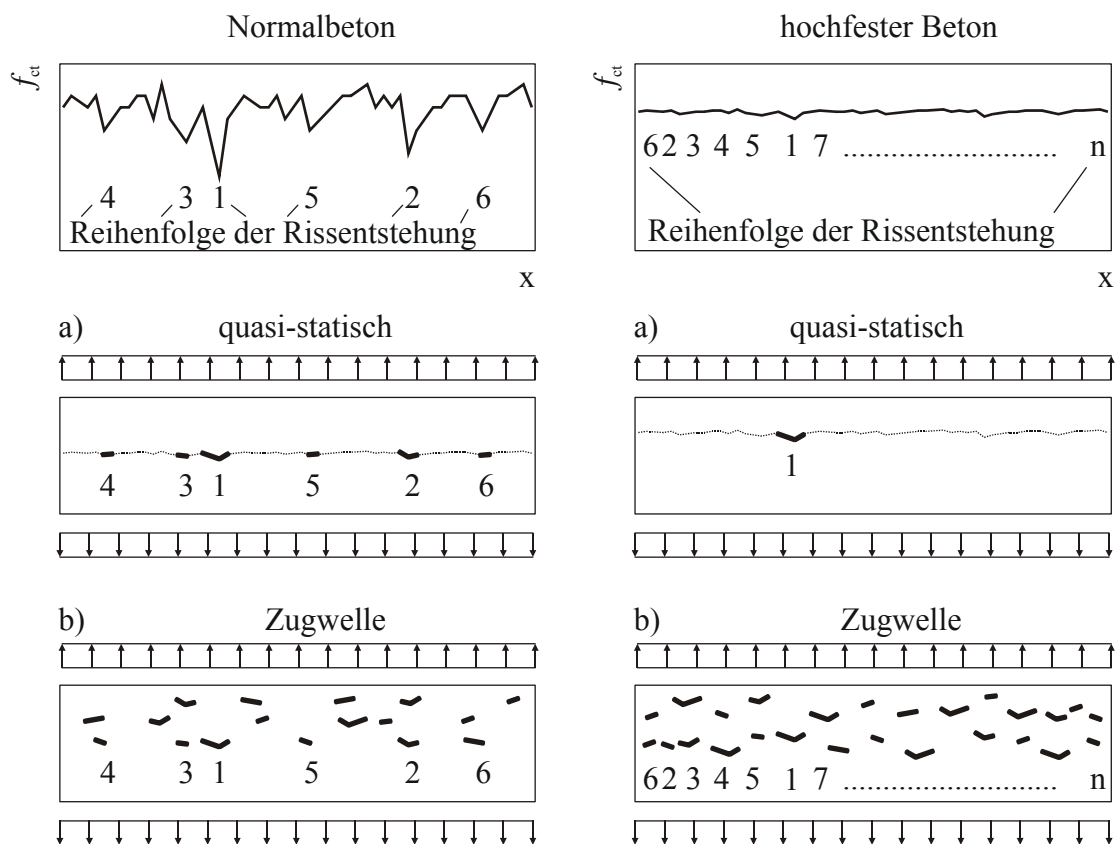 Normalbeton
f_ct
4 3 1 5 2 6
Reihenfolge der Rissentstehung
x
a) quasi-statisch
4 3 1 5 2 6
b) Zugwelle
4 3 1 5 2 6
hochfester Beton
f_ct
6 2 3 4 5 1 7 .............................. n
Reihenfolge der Rissentstehung
x
a) quasi-statisch
1
b) Zugwelle
6 2 3 4 5 1 7 .............................. n